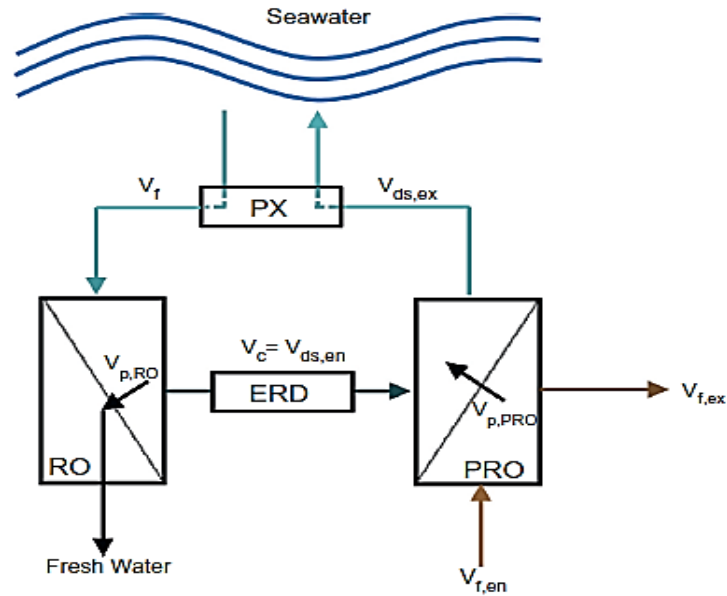 Seawater
V_f
PX
V_ds,ex
V_p,RO
V_c= V_ds,en
ERD
V_p,PRO
V_f,ex
RO
PRO
Fresh Water
V_f,en